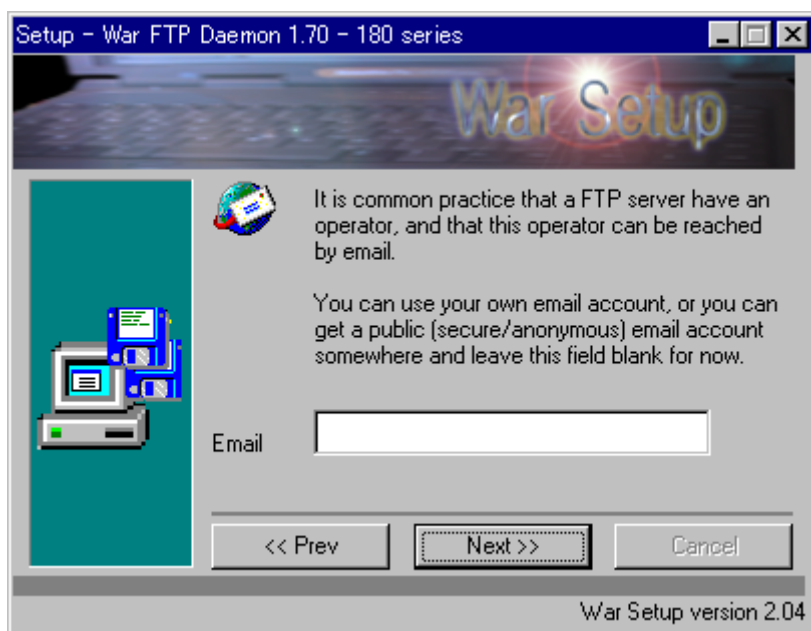 Setup - War FTP Daemon 1.70 - 180 series
War Setup
It is common practice that a FTP server have an
operator, and that this operator can be reached
by email.
You can use your own email account, or you can
get a public (secure/anonymous) email account
somewhere and leave this field blank for now.
Email
<< Prev
Next >>
Cancel
War Setup version 2.04